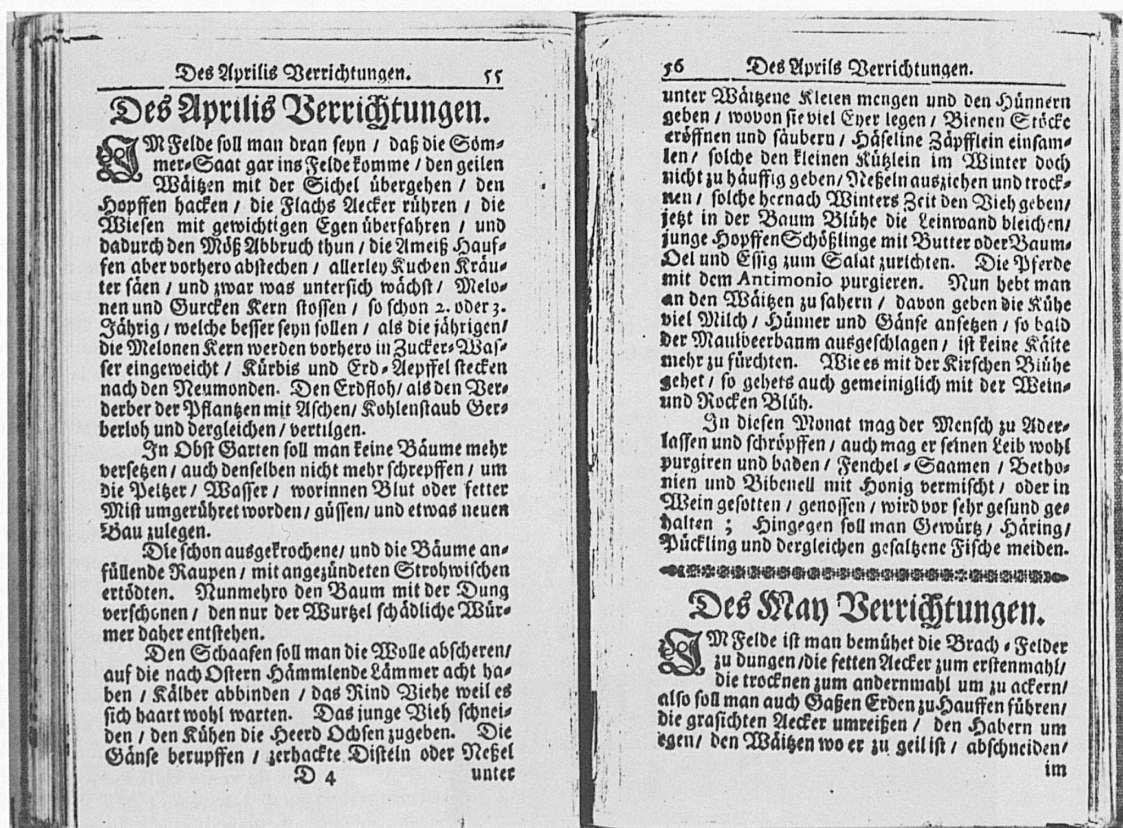 Des Aprilis Verrichtungen. 55
Des Aprilis Verrichtungen.
IM Felde soll man dran seyn / daß die Som-
mer-Saat gar ins Felde komme / den geilen
Wäitzen mit der Sichel übergehen / den
Hopffen hacken / die Flachs Aecker rühren / die
Wiesen mit gewichtigen Egen überfahren / und
dadurch den Möß Abbruch thun / die Ameiß Hauf-
fen aber vorhero abstechen / allerley Kuchen Kräu-
ter säen / und zwar was untersich wächst / Melo-
nen und Gurcken Kern stossen / so schon 2. oder 3.
Jährig / welche besser seyn sollen / als die jährigen/
die Melonen Kern werden vorhero in Zucker-Was-
ser eingeweicht / Kürbis und Erd-Aepffel stecken
nach den Neumonden. Den Erdfloh/ als den Ver-
derber der Pflantzen mit Aschen/ Kohlenstaub Ger-
berloh und dergleichen/ vertilgen.
In Obst Garten soll man keine Bäume mehr
versetzen / auch denselben nicht mehr schrepffen / um
die Peltzer / Wasser / worinnen Blut oder fetter
Mist umgerühret worden/ güssen/ und etwas neuen
Bau zulegen.
Die schon ausgekrochene/ und die Bäume an-
füllende Raupen / mit angezündeten Strohwischen
ertödten. Nunmehro den Baum mit der Dung
verschonen / den nur der Wurtzel schädliche Wür-
mer daher entstehen.
Den Schaafen soll man die Wolle abscheren/
auf die nach Ostern Hämmlende Lämmer acht ha-
ben / Kälber abbinden / das Rind Viehe weil es
sich haart wohl warten. Das junge Vieh schnei-
den / den Kühen die Heerd Ochsen zugeben. Die
Gänse berupffen / zerhackte Disteln oder Neßel
D 4 unter
56 Des Aprils Verrichtungen.
unter Wäitzene Kleien mengen und den Hünnern
geben / wovon sie viel Eyer legen / Bienen Stöcke
eröffnen und säubern / Häseline Zäpfflein einsam-
len / solche den kleinen Kützlein im Winter doch
nicht zu häuffig geben/ Neßeln ausziehen und trock-
nen / solche hernach Winters Zeit den Vieh geben/
jetzt in der Baum Blühe die Leinwand bleichen/
junge Hopffen Schößlinge mit Butter oder Baum-
Oel und Essig zum Salat zurichten. Die Pferde
mit dem Antimonio purgieren. Nun hebt man
an den Wäitzen zu sahern / davon geben die Kühe
viel Milch / Hünner und Gänse ansetzen / so bald
der Maulbeerbaum ausgeschlagen / ist keine Kälte
mehr zu fürchten. Wie es mit der Kirschen Blühe
gehet / so gehets auch gemeiniglich mit der Wein-
und Rocken Blüh.
In diesen Monat mag der Mensch zu Ader-
lassen und schröpffen / auch mag er seinen Leib wohl
purgiren und baden / Fenchel-Saamen / Betho-
nien und Bibenell mit Honig vermischt / oder in
Wein gesotten / genossen / wird vor sehr gesund ge-
halten ; Hingegen soll man Gewürtz / Häring/
Pückling und dergleichen gesaltzene Fische meiden.
Des May Verrichtungen.
IM Felde ist man bemühet die Brach-Felder
zu dungen / die fetten Aecker zum erstenmahl/
die trocknen zum andernmahl um zu ackern/
also soll man auch Gaßen Erden zu Hauffen führen/
die grasichten Aecker umreißen / den Habern um
egen/ den Wäitzen wo er zu geil ist / abschneiden/
im